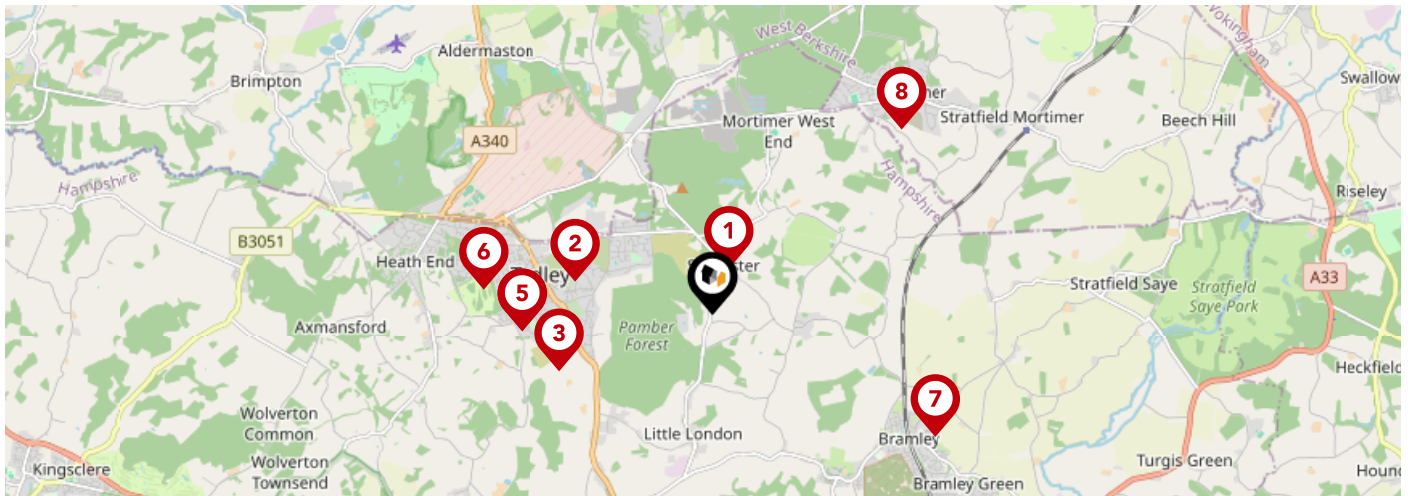 Wokingham
West Berkshire
Aldermaston
Swallow
Brimpton
8
Mortimer West
End
Stratfield Mortimer
Beech Hill
A340
Hampshire
Hampshire
Riseley
1
B3051
2
6
Heath End
A33
Stratfield Saye
Stratfield
Saye Park
5
Axmansford
3
Pamber
Forest
Heckfield
7
Wolverton
Common
Little London
Bramley
Kingsclere
Wolverton
Townsend
Turgis Green
Bramley Green
Houn